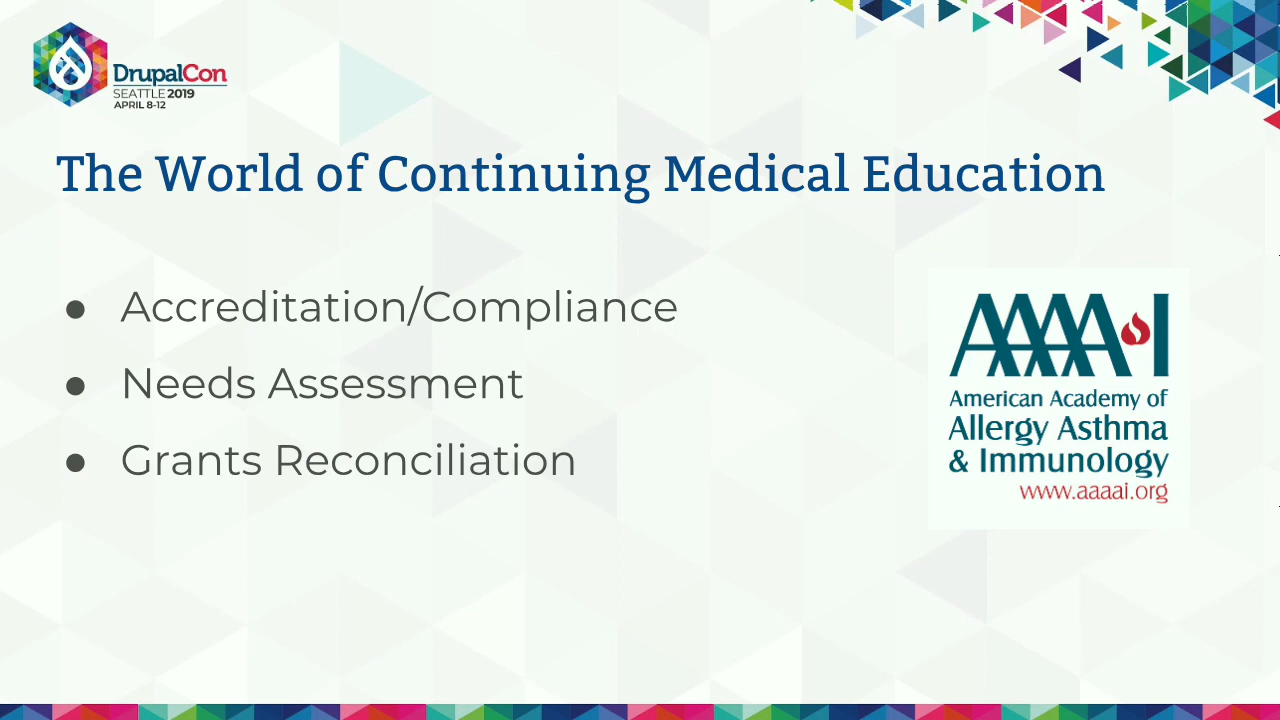 DrupalCon
SEATTLE 2019
APRIL 8-12
The World of Continuing Medical Education
● Accreditation/Compliance
● Needs Assessment
● Grants Reconciliation
AAAAI
American Academy of
Allergy Asthma
& Immunology
www.aaaai.org